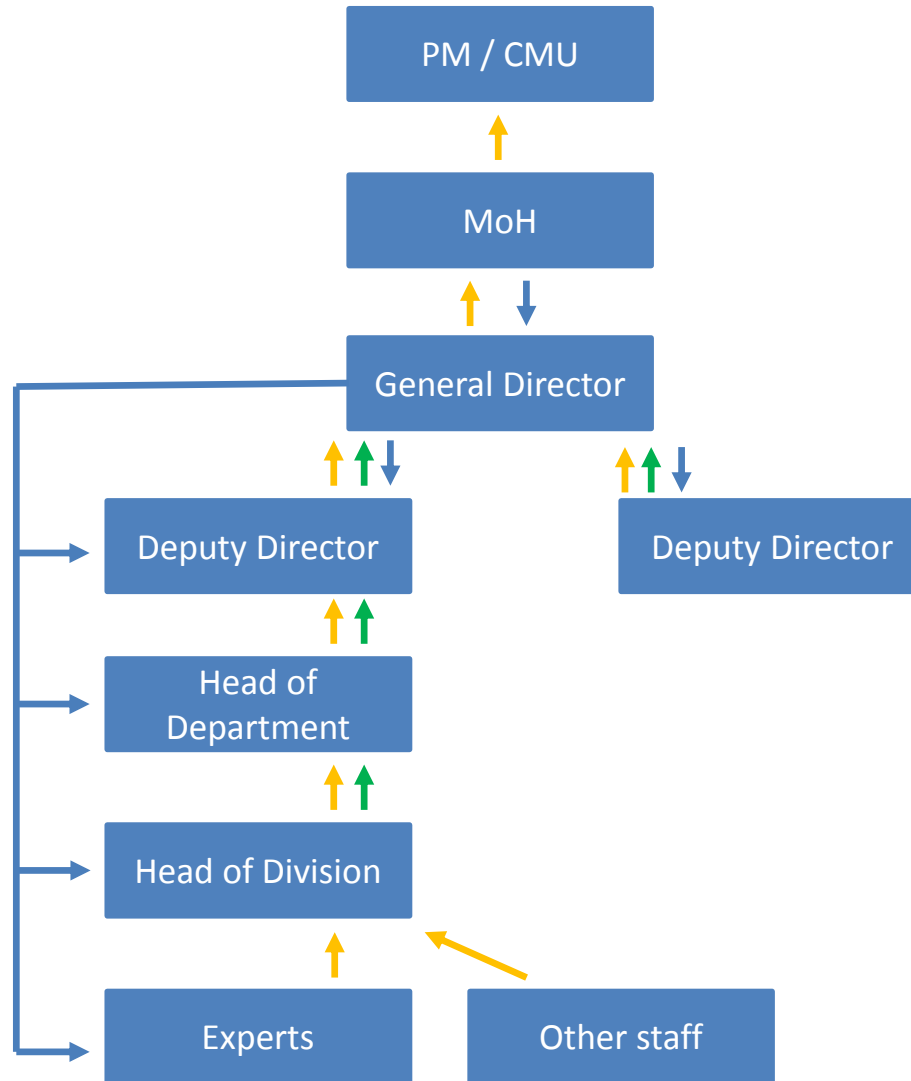 PM / CMU
MoH
General Director
Deputy Director
Deputy Director
Head of
Department
Head of Division
Experts
Other staff